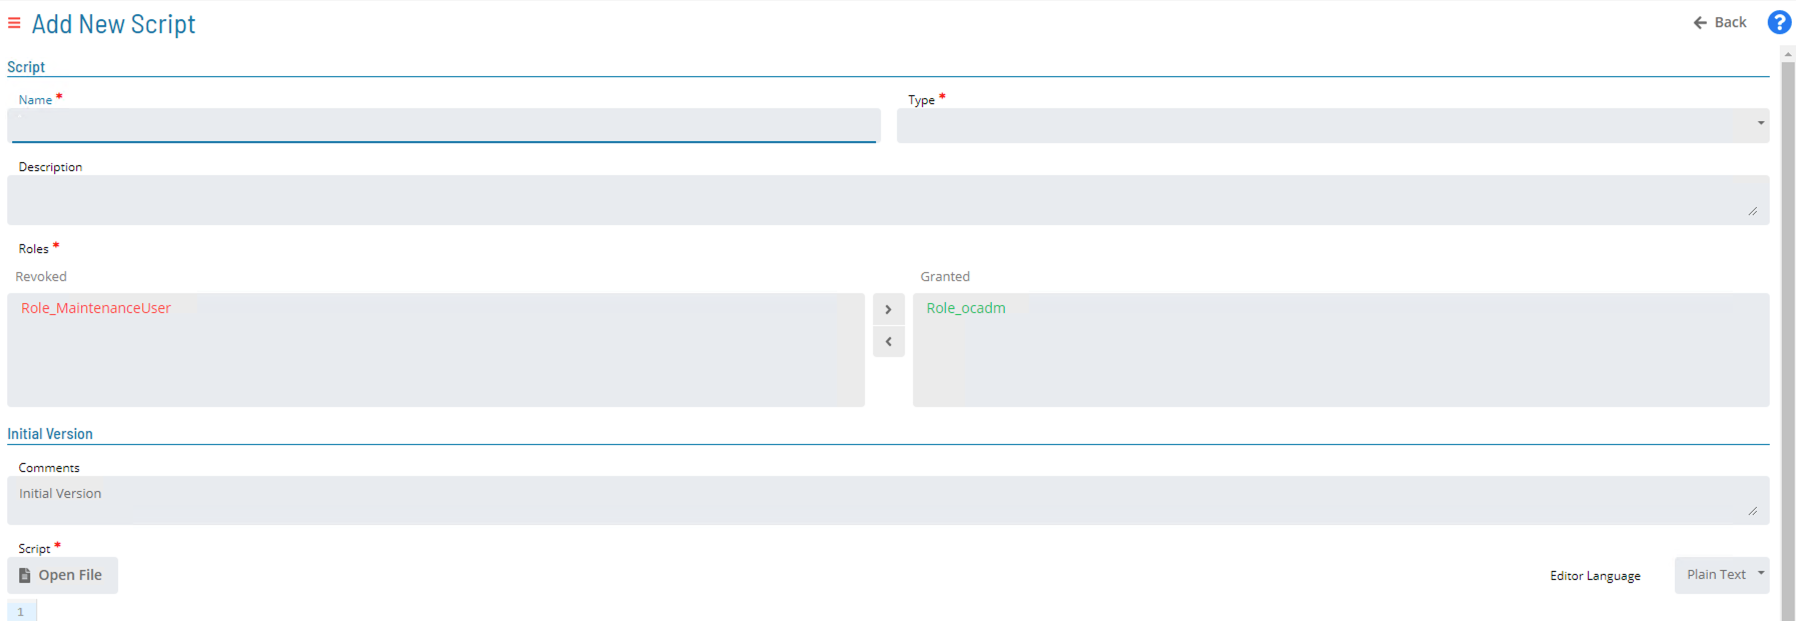 Add New Script
Back
?
Script
Name *
Type *
Description
Roles *
Revoked
Granted
Role_MaintenanceUser
Role_ocadm
Initial Version
Comments
Initial Version
Script *
Open File
Editor Language
Plain Text
1